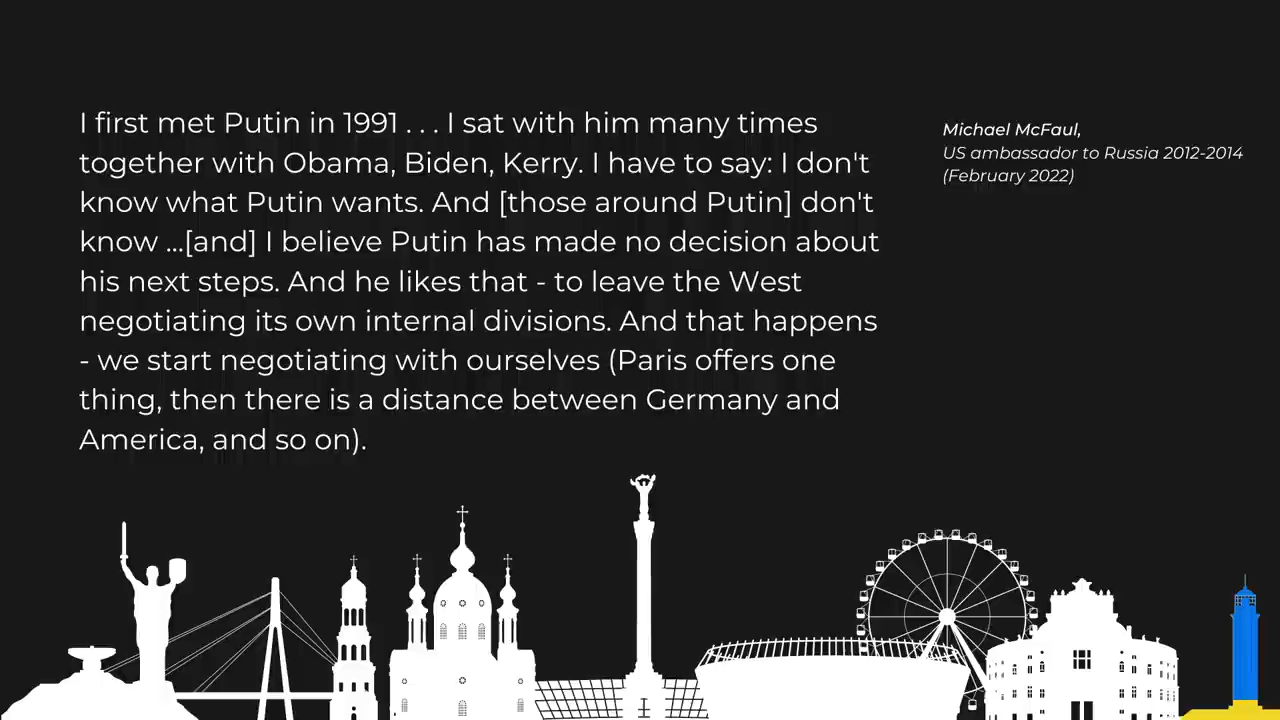 I first met Putin in 1991 . . . I sat with him many times
together with Obama, Biden, Kerry. I have to say: I don't
know what Putin wants. And [those around Putin] don't
know ...[and] I believe Putin has made no decision about
his next steps. And he likes that - to leave the West
negotiating its own internal divisions. And that happens
- we start negotiating with ourselves (Paris offers one
thing, then there is a distance between Germany and
America, and so on).
Michael McFaul,
US ambassador to Russia 2012-2014
(February 2022)